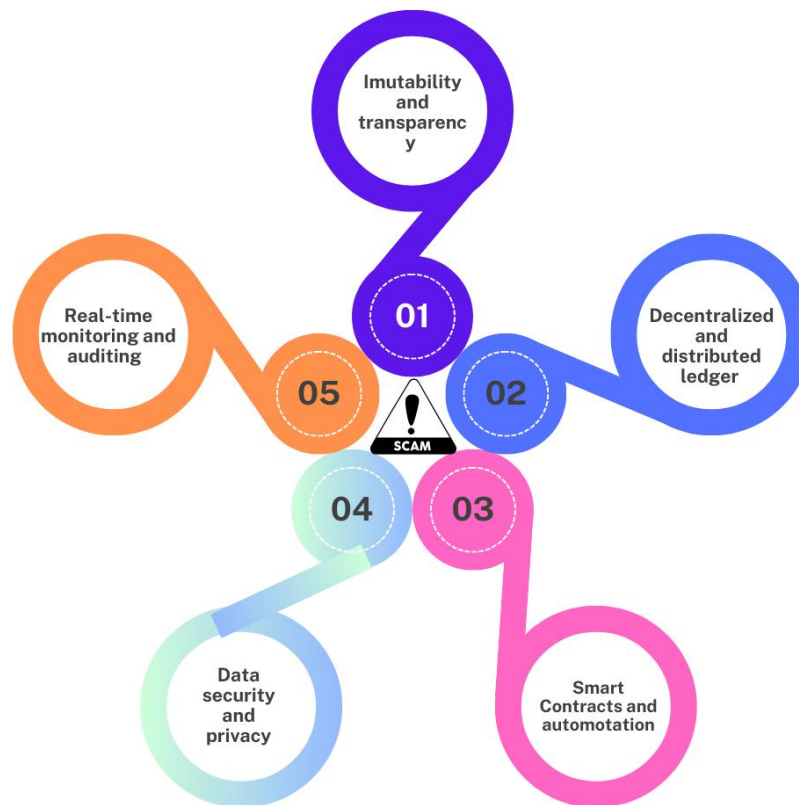 Imutability
and
transparenc
y
01
Decentralized
and
distributed
ledger
02
Smart
Contracts and
automotation
03
Data
security
and
privacy
04
Real-time
monitoring and
auditing
05
SCAM